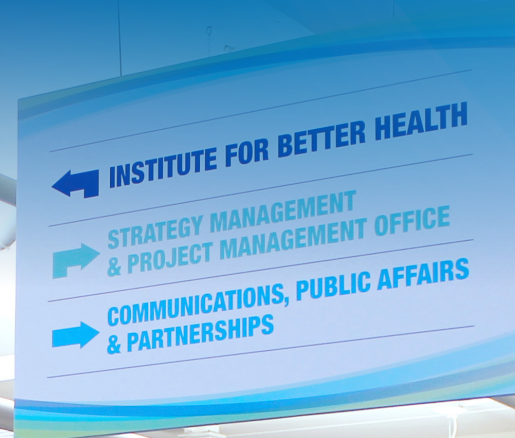 INSTITUTE FOR BETTER HEALTH
STRATEGY MANAGEMENT
& PROJECT MANAGEMENT OFFICE
COMMUNICATIONS, PUBLIC AFFAIRS
& PARTNERSHIPS